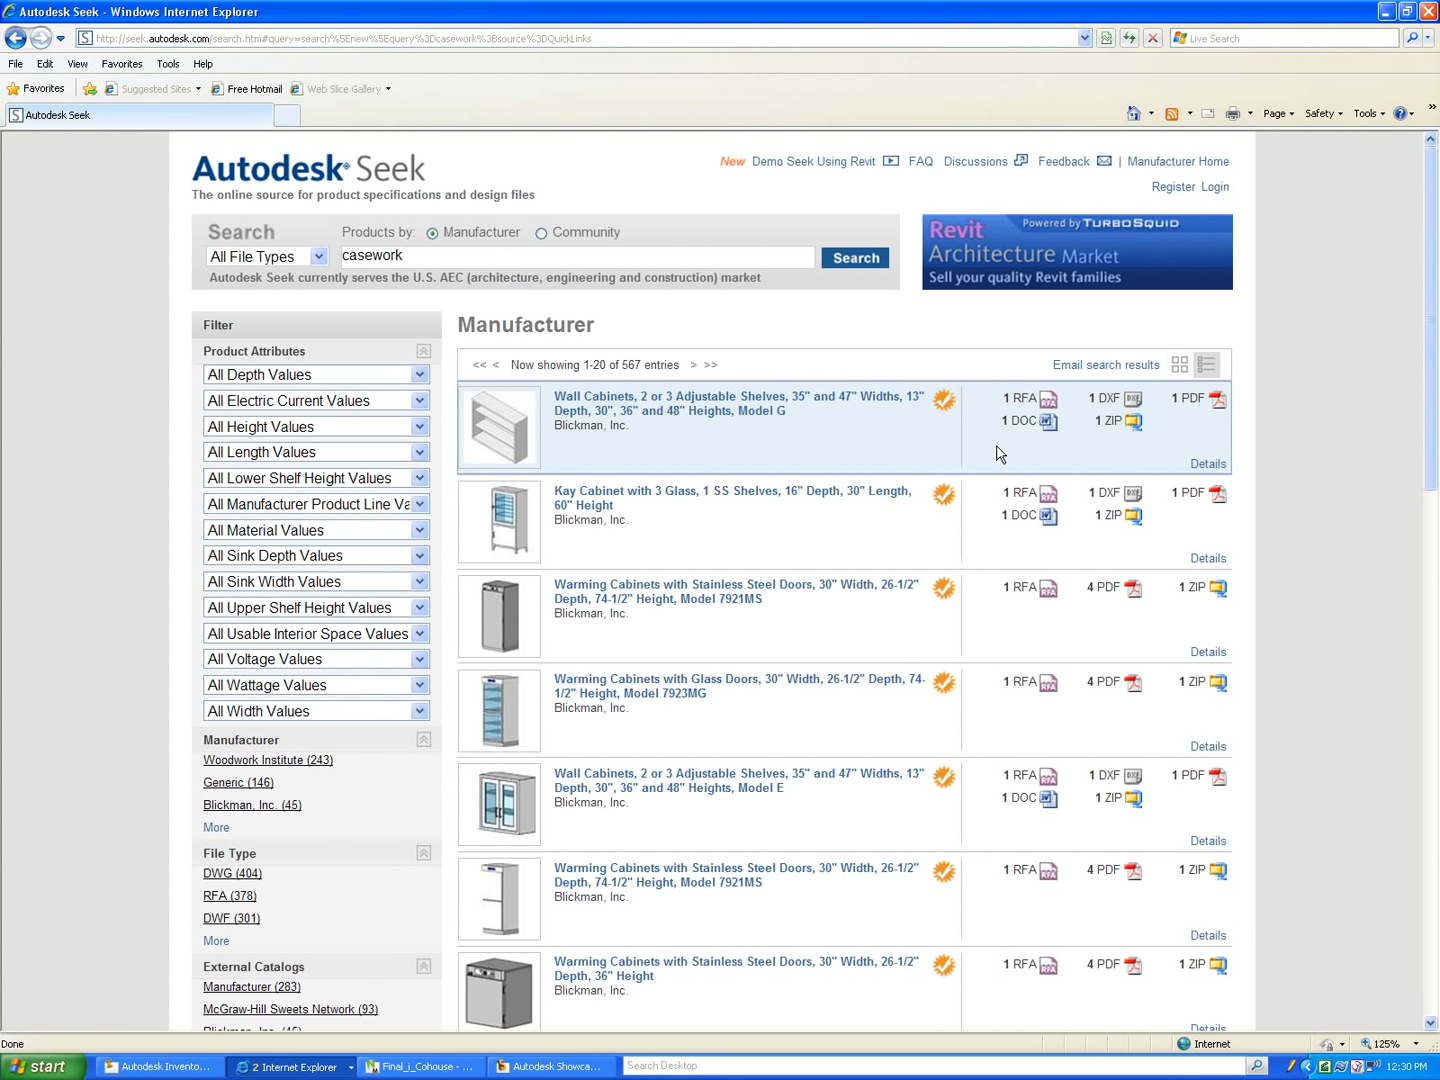 Autodesk Seek - Windows Internet Explorer
http://seek.autodesk.com/search.htm#query=search%5Enew%5Equery%3Dcasework%3Bsource%3DQuickLinks
Live Search
File Edit View Favorites Tools Help
Favorites Suggested Sites Free Hotmail Web Slice Gallery
Autodesk Seek
Page Safety Tools
Autodesk Seek
The online source for product specifications and design files
New Demo Seek Using Revit FAQ Discussions Feedback | Manufacturer Home
Register Login
Search Products by: Manufacturer Community
All File Types casework Search
Autodesk Seek currently serves the U.S. AEC (architecture, engineering and construction) market
Revit Powered by TURBOSQUID
Architecture Market
Sell your quality Revit families
Filter
Product Attributes
All Depth Values
All Electric Current Values
All Height Values
All Length Values
All Lower Shelf Height Values
All Manufacturer Product Line Va
All Material Values
All Sink Depth Values
All Sink Width Values
All Upper Shelf Height Values
All Usable Interior Space Values
All Voltage Values
All Wattage Values
All Width Values
Manufacturer
Woodwork Institute (243)
Generic (146)
Blickman, Inc. (45)
More
File Type
DWG (404)
RFA (378)
DWF (301)
More
External Catalogs
Manufacturer (283)
McGraw-Hill Sweets Network (93)
Blickman, Inc. (45)
Manufacturer
<< < Now showing 1-20 of 567 entries > >> Email search results
Wall Cabinets, 2 or 3 Adjustable Shelves, 35" and 47" Widths, 13"
Depth, 30", 36" and 48" Heights, Model G
Blickman, Inc.
1 RFA 1 DXF 1 PDF
1 DOC 1 ZIP
Details
Kay Cabinet with 3 Glass, 1 SS Shelves, 16" Depth, 30" Length,
60" Height
Blickman, Inc.
1 RFA 1 DXF 1 PDF
1 DOC 1 ZIP
Details
Warming Cabinets with Stainless Steel Doors, 30" Width, 26-1/2"
Depth, 74-1/2" Height, Model 7921MS
Blickman, Inc.
1 RFA 4 PDF 1 ZIP
Details
Warming Cabinets with Glass Doors, 30" Width, 26-1/2" Depth, 74-
1/2" Height, Model 7923MG
Blickman, Inc.
1 RFA 4 PDF 1 ZIP
Details
Wall Cabinets, 2 or 3 Adjustable Shelves, 35" and 47" Widths, 13"
Depth, 30", 36" and 48" Heights, Model E
Blickman, Inc.
1 RFA 1 DXF 1 PDF
1 DOC 1 ZIP
Details
Warming Cabinets with Stainless Steel Doors, 30" Width, 26-1/2"
Depth, 74-1/2" Height, Model 7921MS
Blickman, Inc.
1 RFA 4 PDF 1 ZIP
Details
Warming Cabinets with Stainless Steel Doors, 30" Width, 26-1/2"
Depth, 36" Height
Blickman, Inc.
1 RFA 4 PDF 1 ZIP
Details
Done Internet 125%
start Autodesk Invento... 2 Internet Explorer Final_j_Cohouse - ... Autodesk Showca... Search Desktop 12:30 PM